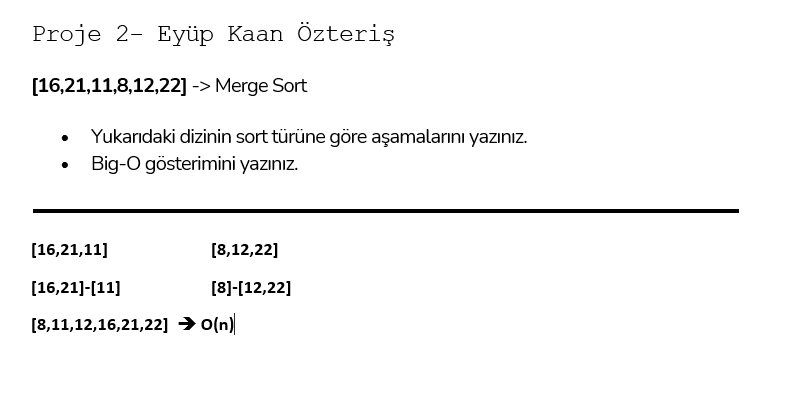 Proje 2- Eyüp Kaan Özteriş
[16,21,11,8,12,22] -> Merge Sort
• Yukarıdaki dizinin sort türüne göre aşamalarını yazınız.
• Big-O gösterimini yazınız.
[16,21,11] [8,12,22]
[16,21]-[11] [8]-[12,22]
[8,11,12,16,21,22] ➔ O(n)